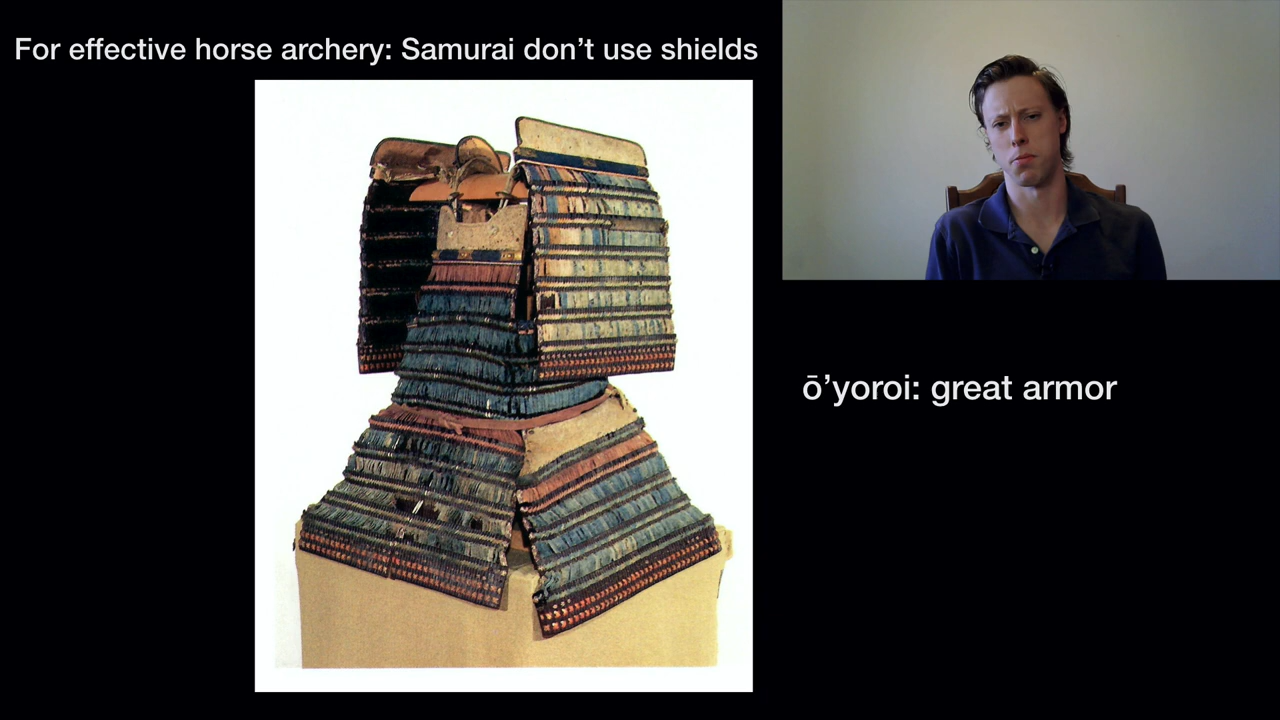 For effective horse archery: Samurai don’t use shields
ō’yoroi: great armor